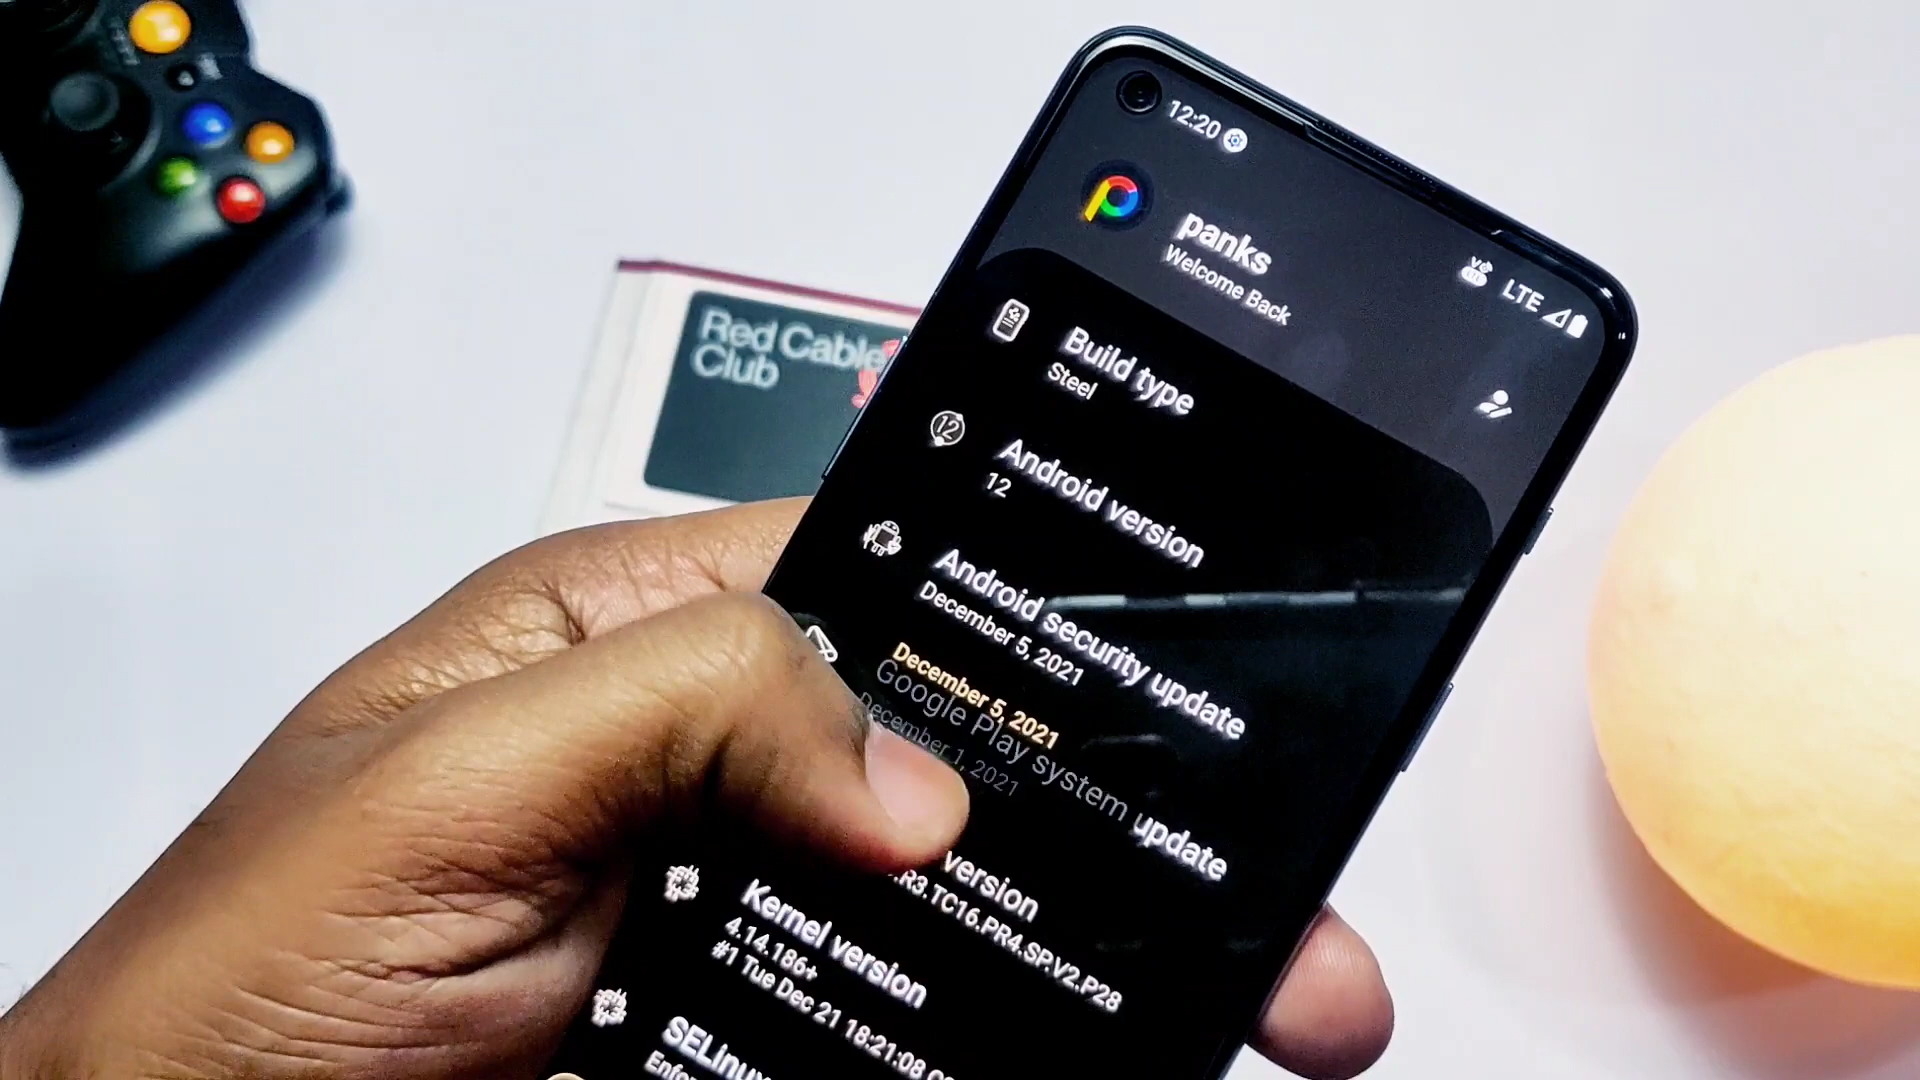 12:20
LTE
panks
Welcome Back
Red Cable
Club
Build type
Steel
12
Android version
12
Android security update
December 5, 2021
December 5, 2021
Google Play system update
December 1, 2021
version
.R3.TC16.PR4.SP.V2.P28
Kernel version
4.14.186+
#1 Tue Dec 21 18:21:08
SELinux